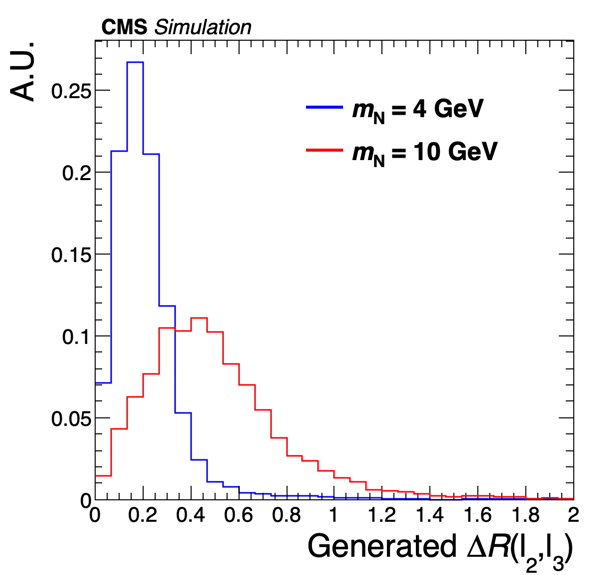 CMS Simulation
A.U.
m_N = 4 GeV
m_N = 10 GeV
0.25
0.2
0.15
0.1
0.05
0
0 0.2 0.4 0.6 0.8 1 1.2 1.4 1.6 1.8 2
Generated ΔR(l_2,l_3)